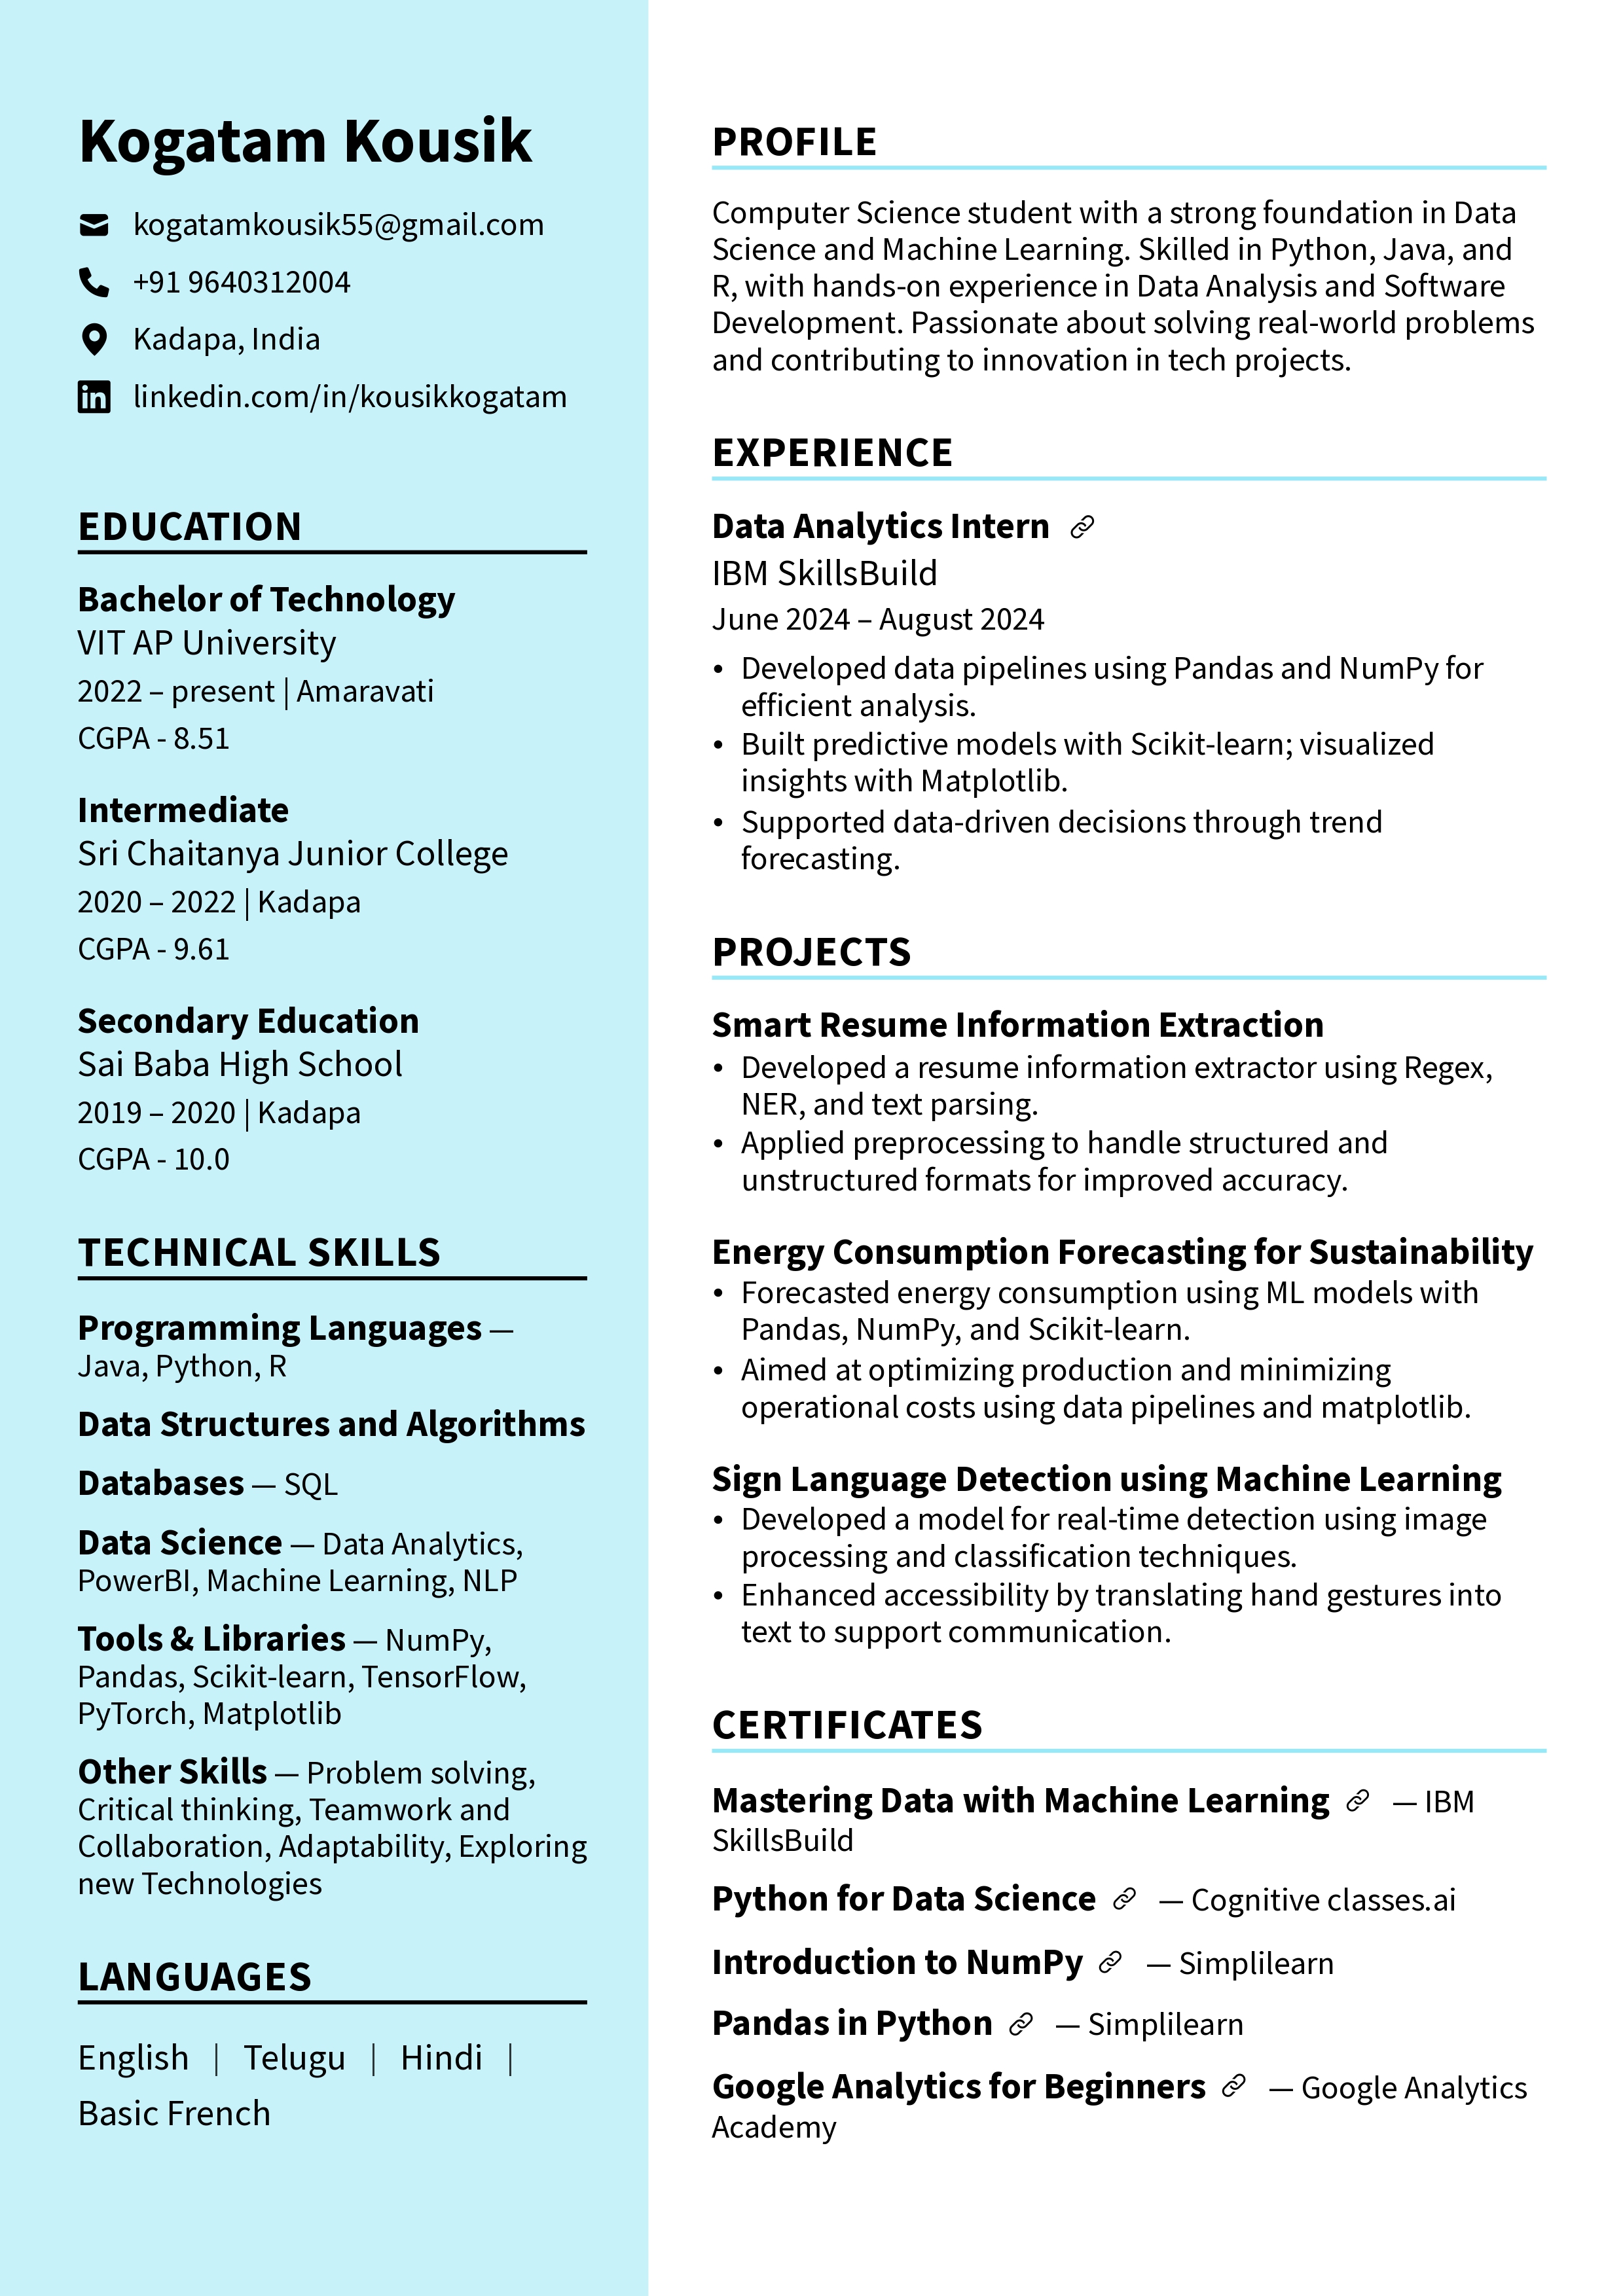 Kogatam Kousik
kogatamkousik55@gmail.com
+91 9640312004
Kadapa, India
linkedin.com/in/kousikkogatam
EDUCATION
Bachelor of Technology
VIT AP University
2022 – present | Amaravati
CGPA - 8.51
Intermediate
Sri Chaitanya Junior College
2020 – 2022 | Kadapa
CGPA - 9.61
Secondary Education
Sai Baba High School
2019 – 2020 | Kadapa
CGPA - 10.0
TECHNICAL SKILLS
Programming Languages —
Java, Python, R
Data Structures and Algorithms
Databases — SQL
Data Science — Data Analytics,
PowerBI, Machine Learning, NLP
Tools & Libraries — NumPy,
Pandas, Scikit-learn, TensorFlow,
PyTorch, Matplotlib
Other Skills — Problem solving,
Critical thinking, Teamwork and
Collaboration, Adaptability, Exploring
new Technologies
LANGUAGES
English | Telugu | Hindi |
Basic French
PROFILE
Computer Science student with a strong foundation in Data
Science and Machine Learning. Skilled in Python, Java, and
R, with hands-on experience in Data Analysis and Software
Development. Passionate about solving real-world problems
and contributing to innovation in tech projects.
EXPERIENCE
Data Analytics Intern
IBM SkillsBuild
June 2024 – August 2024
• Developed data pipelines using Pandas and NumPy for
efficient analysis.
• Built predictive models with Scikit-learn; visualized
insights with Matplotlib.
• Supported data-driven decisions through trend
forecasting.
PROJECTS
Smart Resume Information Extraction
• Developed a resume information extractor using Regex,
NER, and text parsing.
• Applied preprocessing to handle structured and
unstructured formats for improved accuracy.
Energy Consumption Forecasting for Sustainability
• Forecasted energy consumption using ML models with
Pandas, NumPy, and Scikit-learn.
• Aimed at optimizing production and minimizing
operational costs using data pipelines and matplotlib.
Sign Language Detection using Machine Learning
• Developed a model for real-time detection using image
processing and classification techniques.
• Enhanced accessibility by translating hand gestures into
text to support communication.
CERTIFICATES
Mastering Data with Machine Learning — IBM
SkillsBuild
Python for Data Science — Cognitive classes.ai
Introduction to NumPy — Simplilearn
Pandas in Python — Simplilearn
Google Analytics for Beginners — Google Analytics
Academy